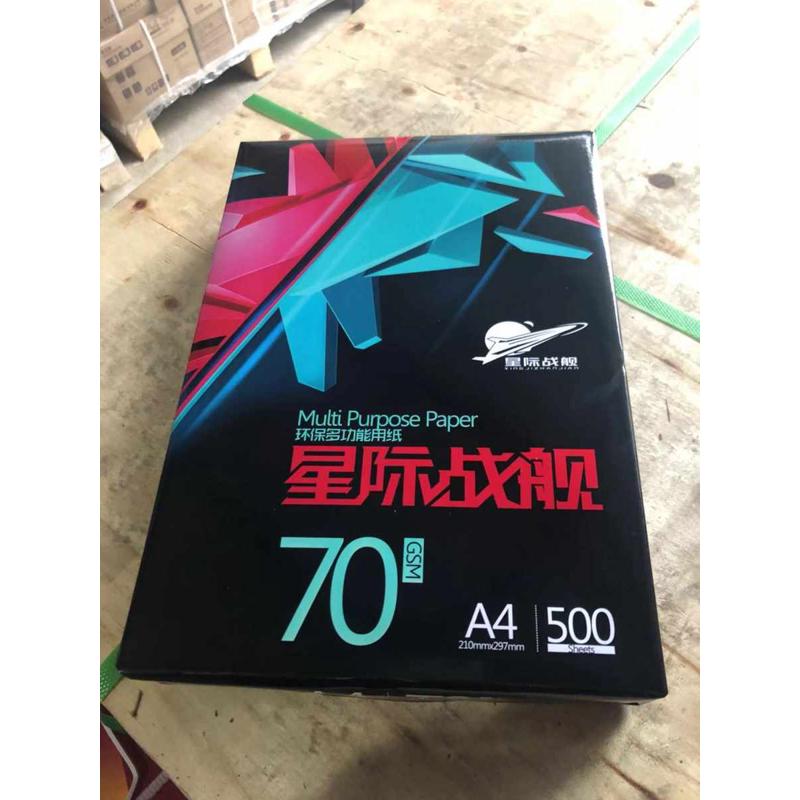 星际战舰
XINGJIZHANJIAN
Multi Purpose Paper
环保多功能用纸
星际战舰
70 GSM
A4
210mmx297mm
500
Sheets